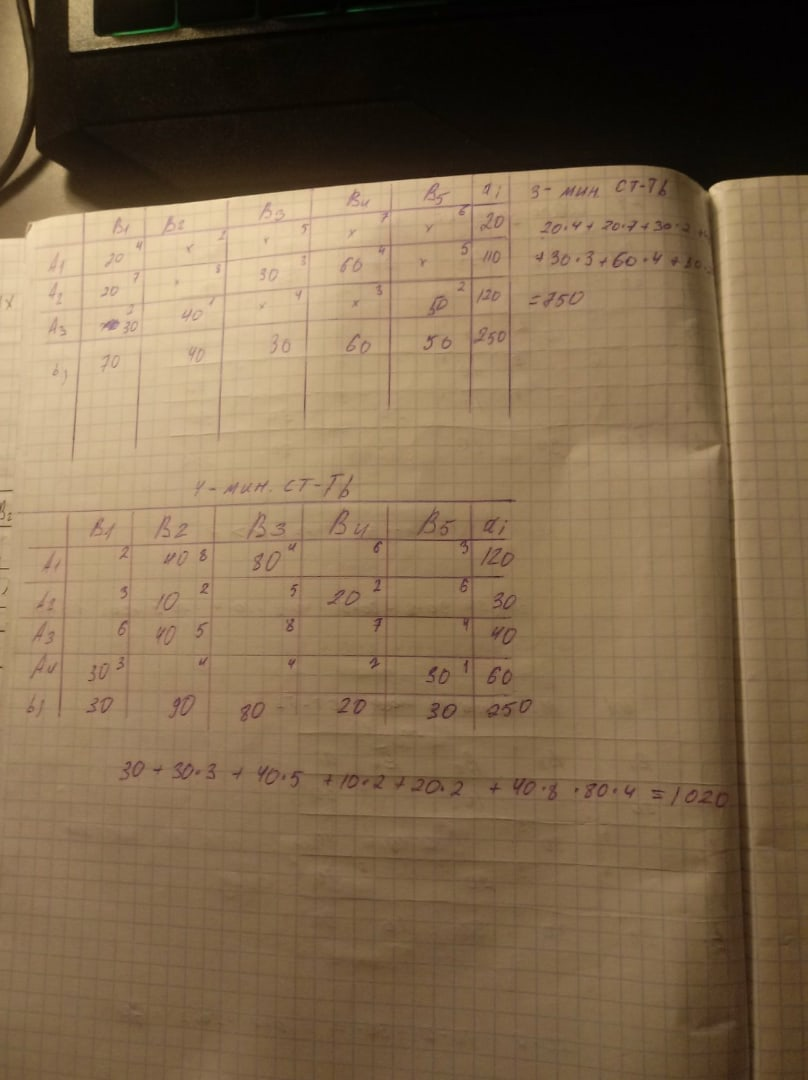 B1 B2 B3 B4 B5 di 3-мин. ст-ть
A1 20 4 x 2 x 5 x 7 x 6 20 20·4+20·7+30·2
A2 20 7 x 8 30 3 60 4 x 5 110 +30·3+60·4+
A3 30 2 40 1 x 4 x 3 50 2 120 =750
bj 70 40 30 60 50 250
4-мин. ст-ть
B1 B2 B3 B4 B5 di
A1 2 40 8 80 4 6 3 120
A2 3 10 2 5 20 2 6 30
A3 6 40 5 8 7 4 40
A4 30 3 4 4 2 30 1 60
bj 30 90 80 20 30 250
30+30·3+40·5+10·2+20·2+40·8·80·4=1020